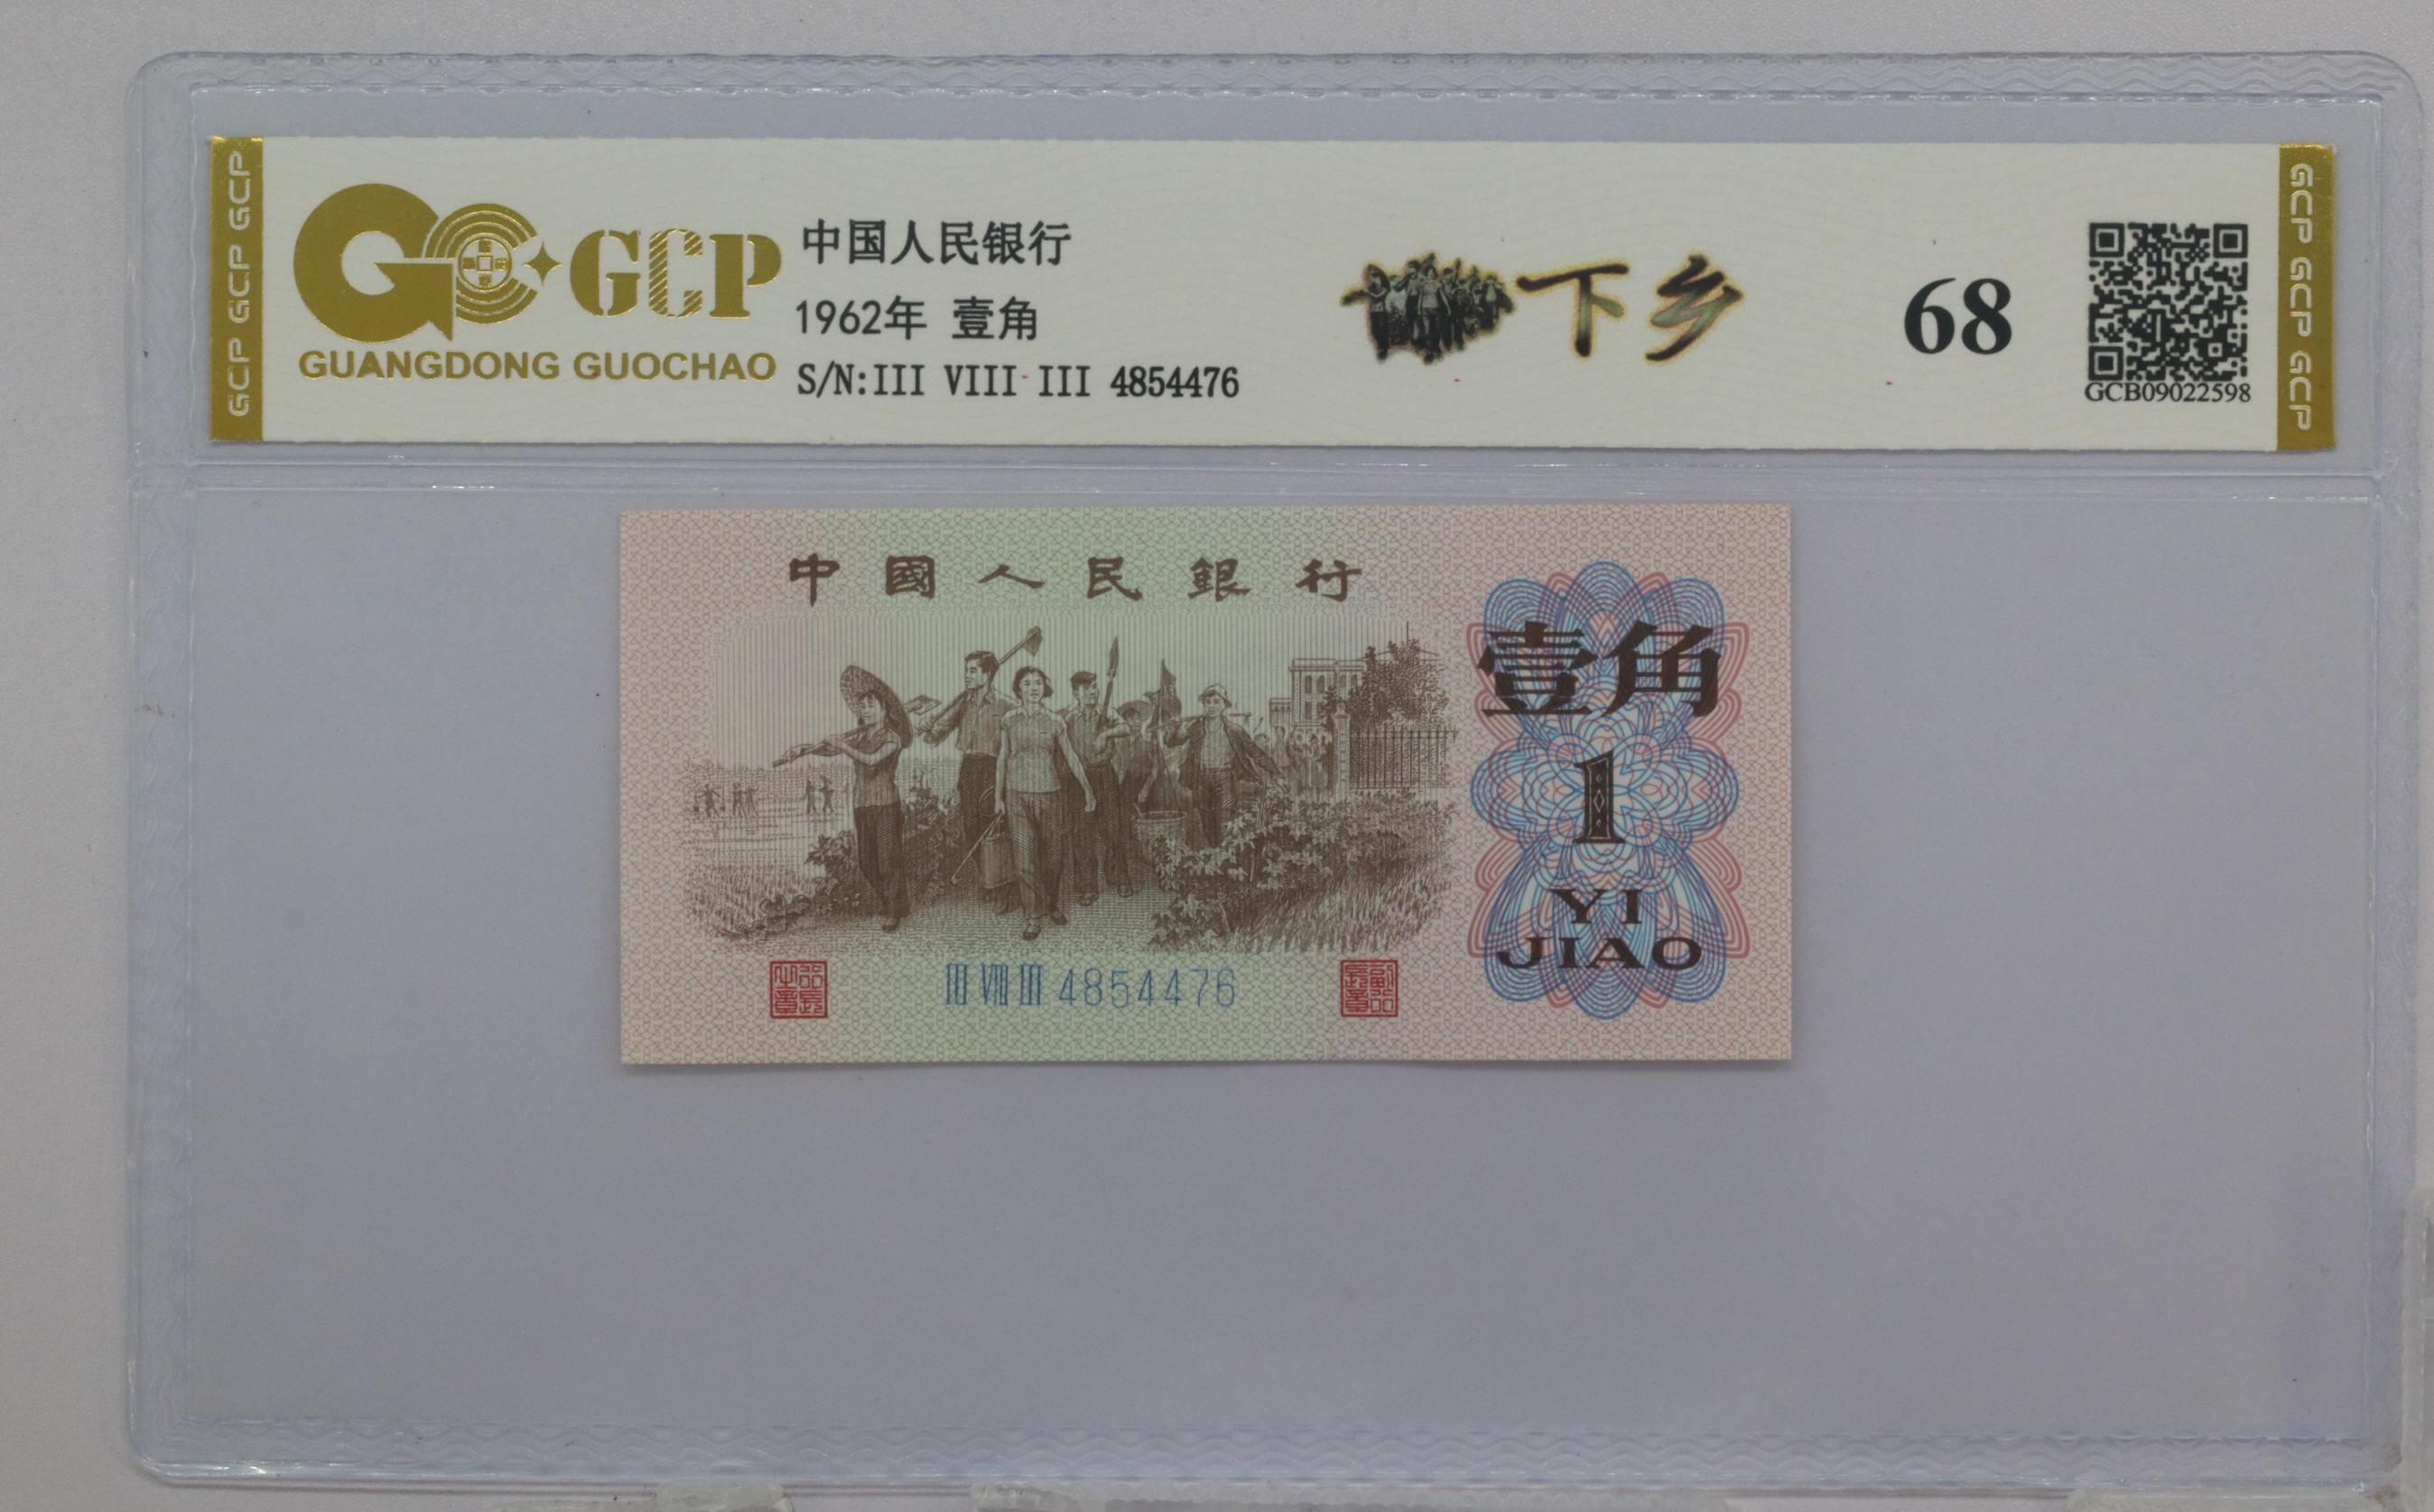 GCP GCP GCP
GCP
GUANGDONG GUOCHAO
中国人民银行
1962年 壹角
S/N:III VIII III 4854476
下乡
68
GCB09022598
GCP GCP GCP
中國人民銀行
壹角
1
YI
JIAO
III VIII III 4854476